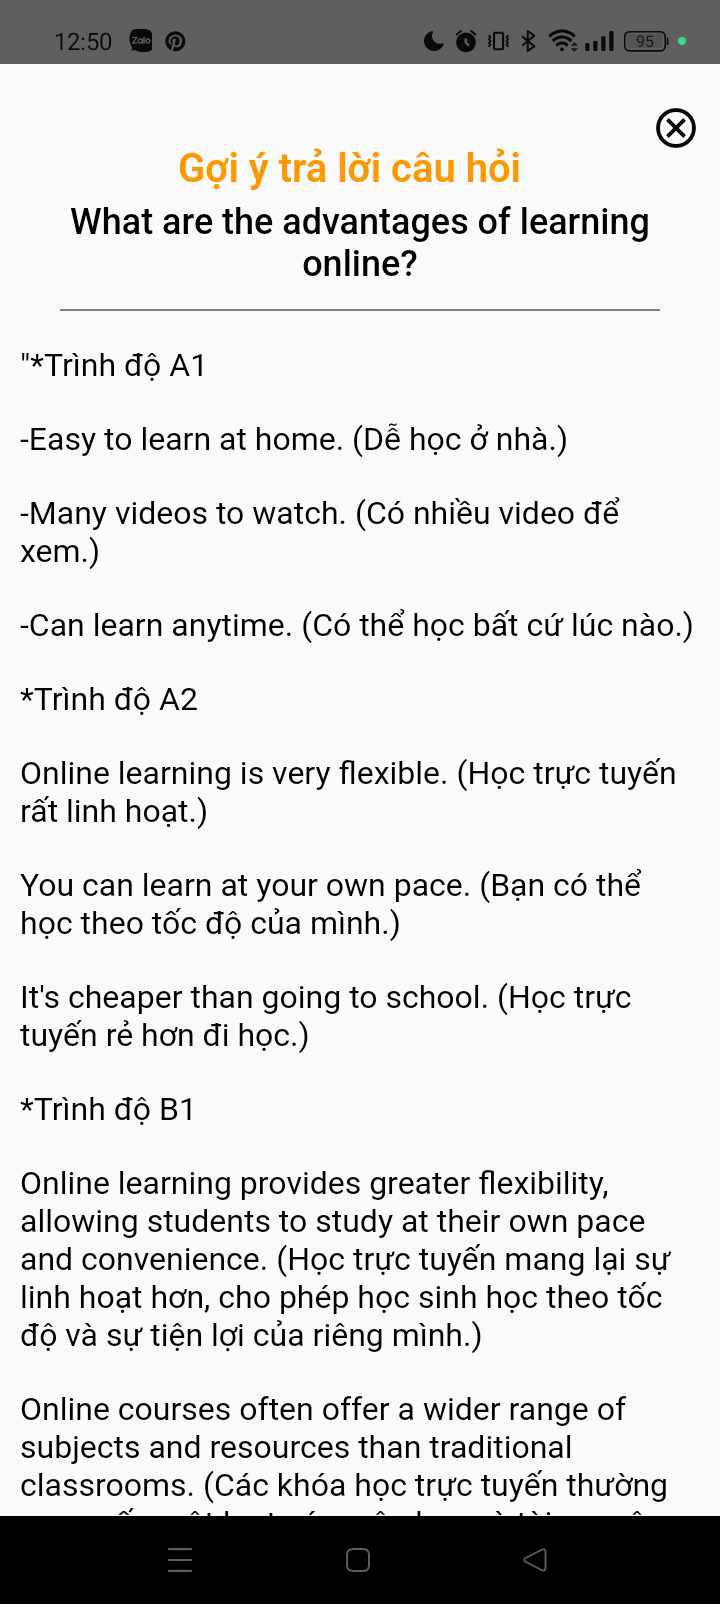 12:50 Zalo 95
Gợi ý trả lời câu hỏi
What are the advantages of learning
online?
"*Trình độ A1
-Easy to learn at home. (Dễ học ở nhà.)
-Many videos to watch. (Có nhiều video để
xem.)
-Can learn anytime. (Có thể học bất cứ lúc nào.)
*Trình độ A2
Online learning is very flexible. (Học trực tuyến
rất linh hoạt.)
You can learn at your own pace. (Bạn có thể
học theo tốc độ của mình.)
It's cheaper than going to school. (Học trực
tuyến rẻ hơn đi học.)
*Trình độ B1
Online learning provides greater flexibility,
allowing students to study at their own pace
and convenience. (Học trực tuyến mang lại sự
linh hoạt hơn, cho phép học sinh học theo tốc
độ và sự tiện lợi của riêng mình.)
Online courses often offer a wider range of
subjects and resources than traditional
classrooms. (Các khóa học trực tuyến thường